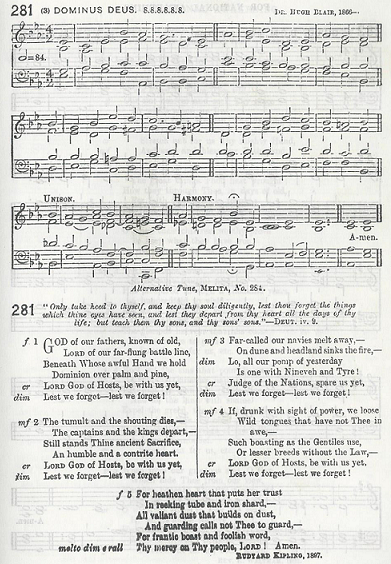 281 (3) DOMINUS DEUS. 8.8.8.8.8.8. DR. HUGH BLAIR, 1866—.
=84.
UNISON. HARMONY.
A-men.
Alternative Tune, MELITA, No. 284.
281 "Only take heed to thyself, and keep thy soul diligently, lest thou forget the things
which thine eyes have seen, and lest they depart from thy heart all the days of thy
life; but teach them thy sons, and thy sons' sons."—DEUT. iv. 9.
f 1 GOD of our fathers, known of old,
LORD of our far-flung battle line,
Beneath Whose awful Hand we hold
Dominion over palm and pine,
cr LORD God of Hosts, be with us yet,
dim Lest we forget—lest we forget!
mf 2 The tumult and the shouting dies,—
The captains and the kings depart,—
Still stands Thine ancient Sacrifice,
An humble and a contrite heart.
cr LORD God of Hosts, be with us yet,
dim Lest we forget—lest we forget!
mf 3 Far-called our navies melt away,—
On dune and headland sinks the fire,—
dim Lo, all our pomp of yesterday
Is one with Nineveh and Tyre!
cr Judge of the Nations, spare us yet,
dim Lest we forget—lest we forget!
mf 4 If, drunk with sight of power, we loose
Wild tongues that have not Thee in
awe,—
Such boasting as the Gentiles use,
Or lesser breeds without the Law,—
cr LORD God of Hosts, be with us yet,
dim Lest we forget—lest we forget!
f 5 For heathen heart that puts her trust
In reeking tube and iron shard,—
All valiant dust that builds on dust,
And guarding calls not Thee to guard,—
For frantic boast and foolish word,
molto dim e rall Thy mercy on Thy people, LORD! Amen.
RUDYARD KIPLING, 1897.